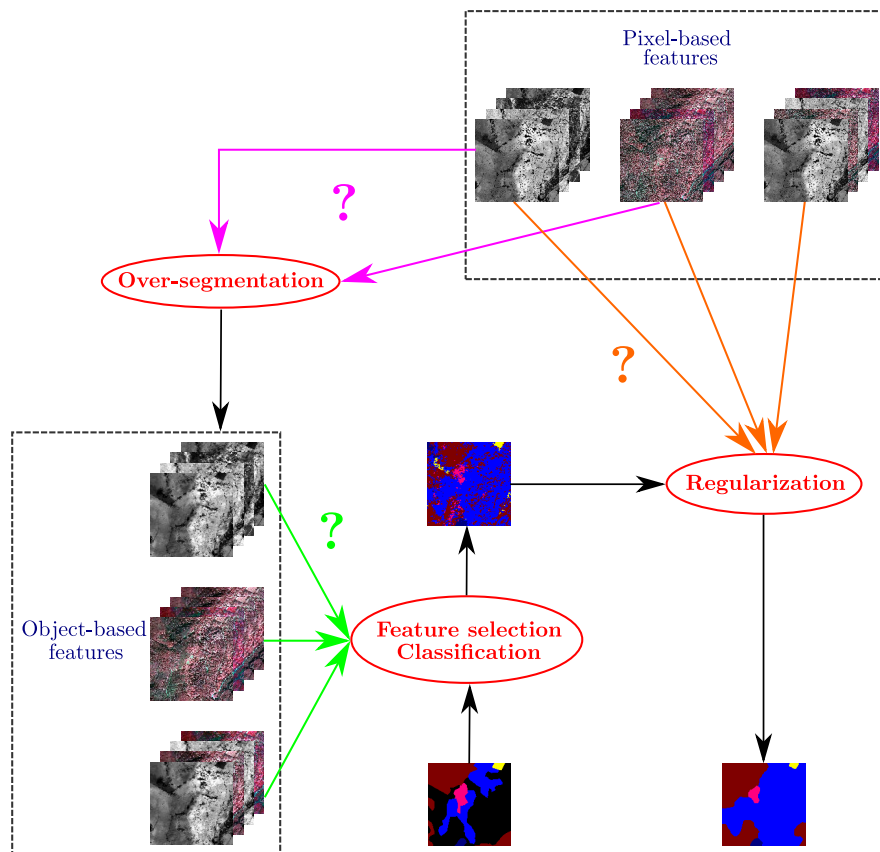 Pixel-based
features
?
Over-segmentation
?
Regularization
?
Object-based
features
Feature selection
Classification